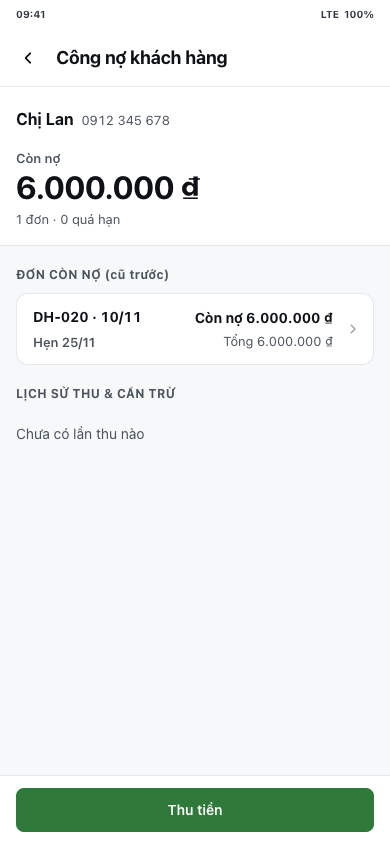 09:41 LTE 100%
Công nợ khách hàng
Chị Lan 0912 345 678
Còn nợ
6.000.000 ₫
1 đơn · 0 quá hạn
ĐƠN CÒN NỢ (cũ trước)
DH-020 · 10/11 Còn nợ 6.000.000 ₫
Hẹn 25/11 Tổng 6.000.000 ₫
LỊCH SỬ THU & CẤN TRỪ
Chưa có lần thu nào
Thu tiền